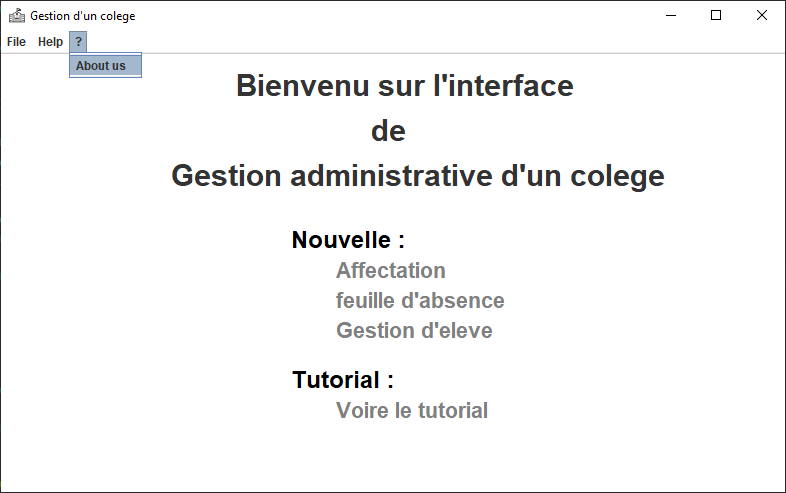 Gestion d'un colege
File Help ?
About us
Bienvenu sur l'interface
de
Gestion administrative d'un colege
Nouvelle :
Affectation
feuille d'absence
Gestion d'eleve
Tutorial :
Voire le tutorial